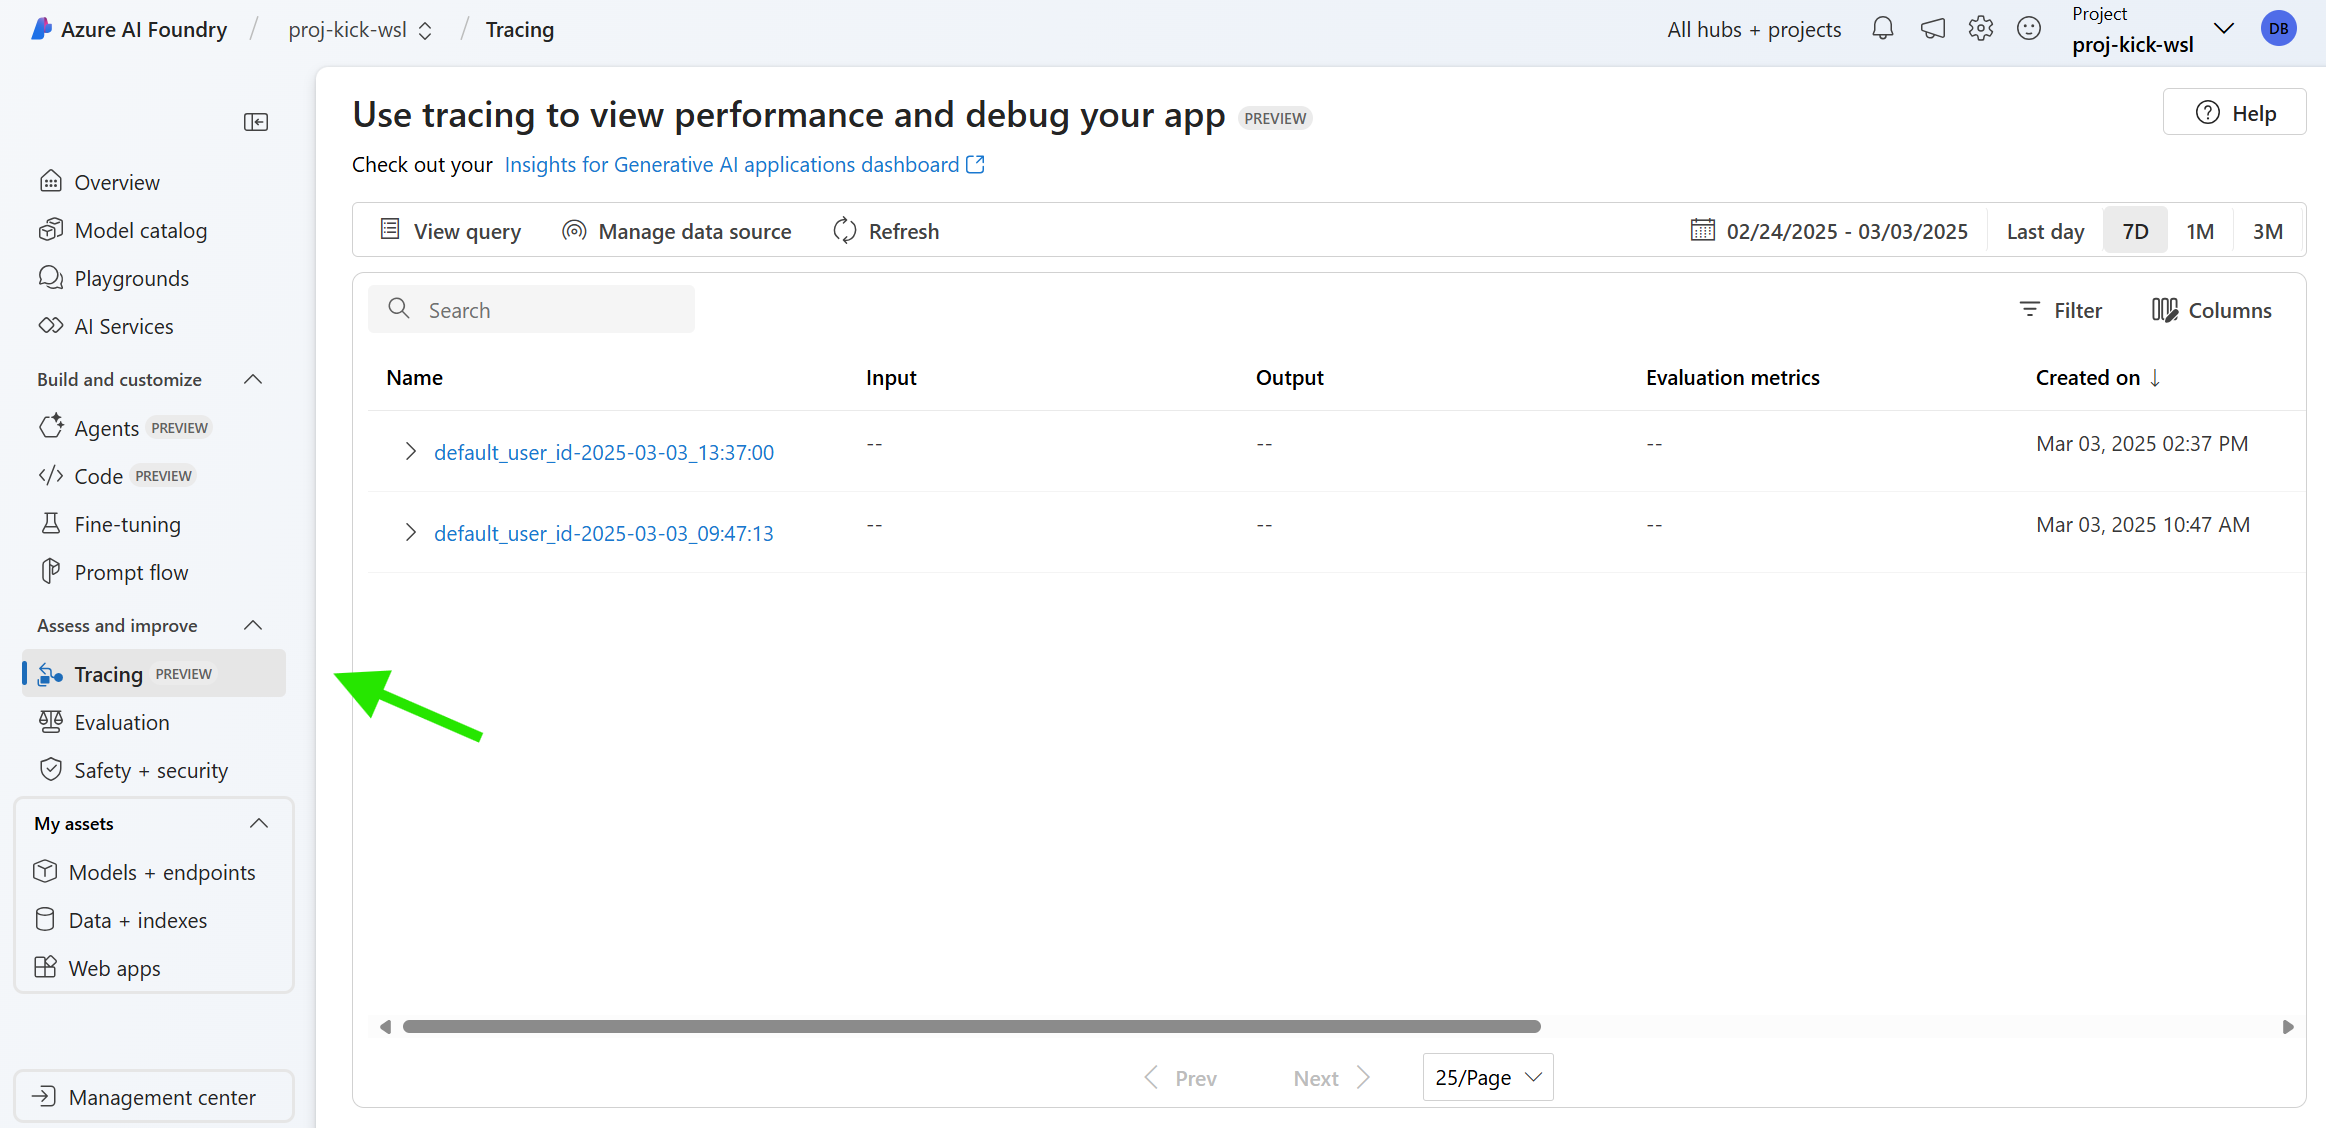 Azure AI Foundry / proj-kick-wsl / Tracing
All hubs + projects
Project
proj-kick-wsl
DB
Overview
Model catalog
Playgrounds
AI Services
Build and customize
Agents PREVIEW
Code PREVIEW
Fine-tuning
Prompt flow
Assess and improve
Tracing PREVIEW
Evaluation
Safety + security
My assets
Models + endpoints
Data + indexes
Web apps
Management center
Use tracing to view performance and debug your app PREVIEW
Help
Check out your Insights for Generative AI applications dashboard
View query Manage data source Refresh 02/24/2025 - 03/03/2025 Last day 7D 1M 3M
Search Filter Columns
Name Input Output Evaluation metrics Created on ↓
default_user_id-2025-03-03_13:37:00 -- -- -- Mar 03, 2025 02:37 PM
default_user_id-2025-03-03_09:47:13 -- -- -- Mar 03, 2025 10:47 AM
Prev Next 25/Page